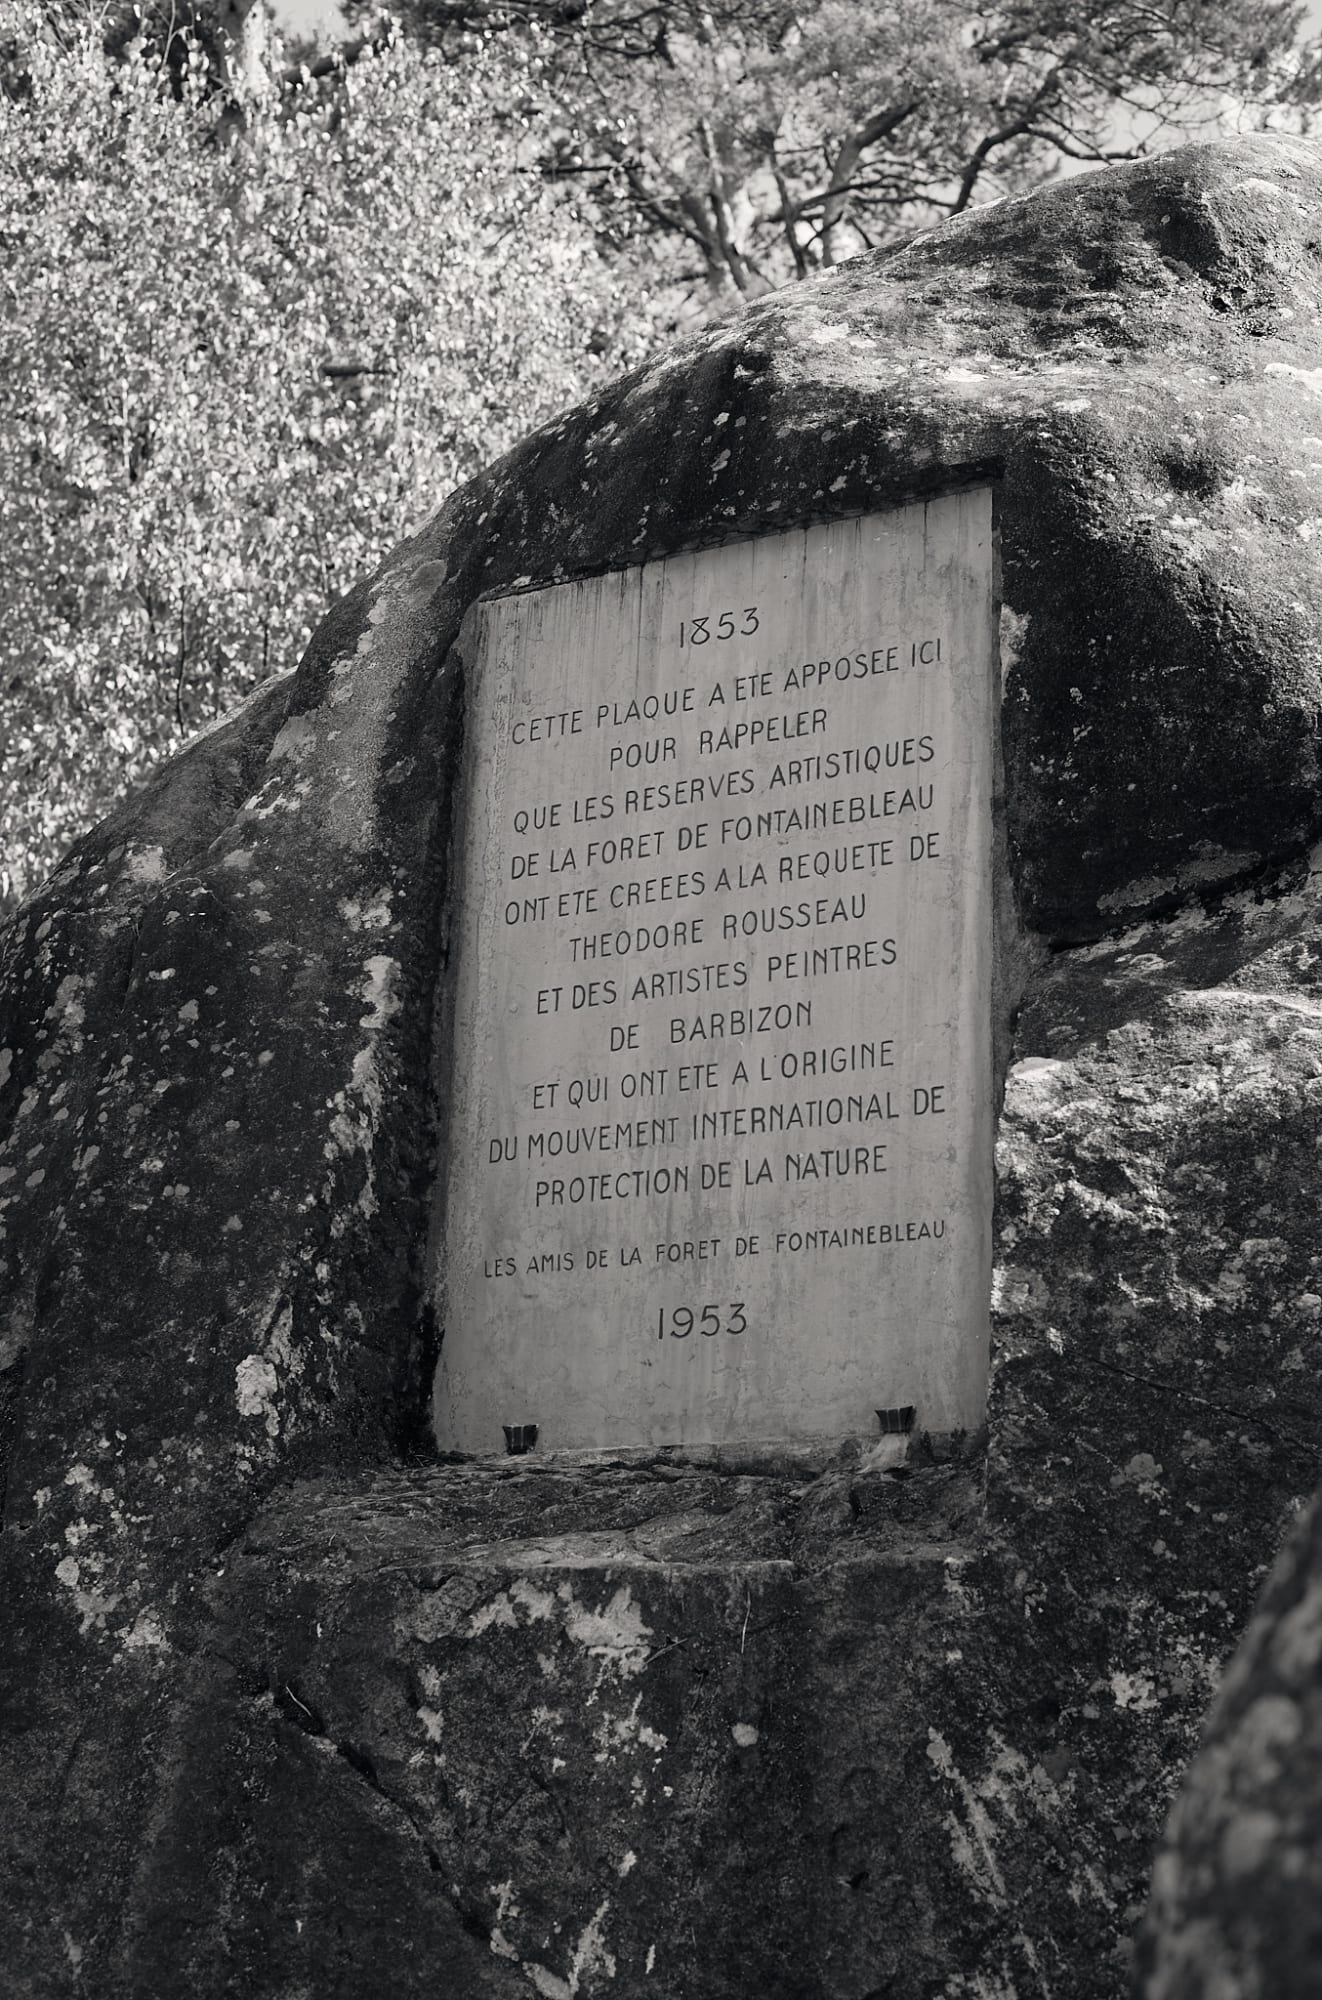 1853
CETTE PLAQUE A ETE APPOSEE ICI
POUR RAPPELER
QUE LES RESERVES ARTISTIQUES
DE LA FORET DE FONTAINEBLEAU
ONT ETE CREEES A LA REQUETE DE
THEODORE ROUSSEAU
ET DES ARTISTES PEINTRES
DE BARBIZON
ET QUI ONT ETE A L'ORIGINE
DU MOUVEMENT INTERNATIONAL DE
PROTECTION DE LA NATURE
LES AMIS DE LA FORET DE FONTAINEBLEAU
1953